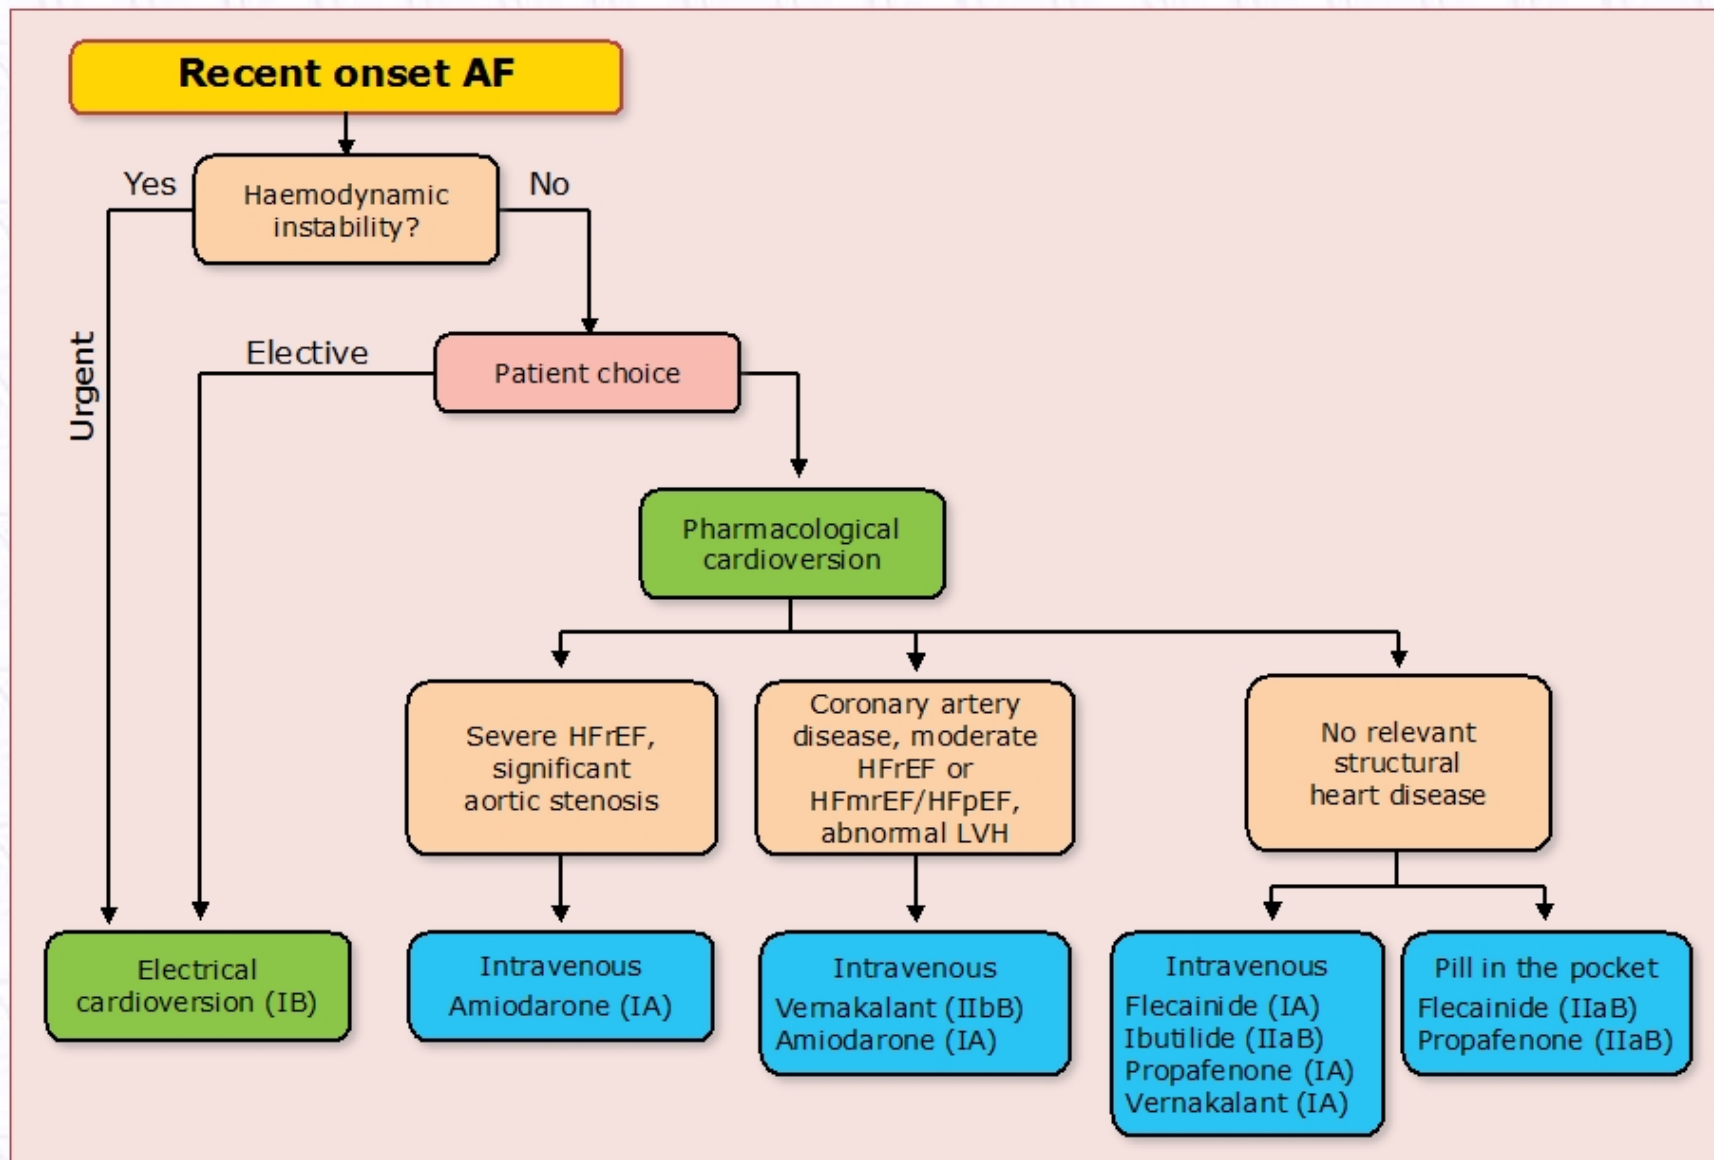 Recent onset AF
Yes
Haemodynamic
instability?
No
Urgent
Elective
Patient choice
Pharmacological
cardioversion
Severe HFrEF,
significant
aortic stenosis
Coronary artery
disease, moderate
HFrEF or
HFmrEF/HFpEF,
abnormal LVH
No relevant
structural
heart disease
Electrical
cardioversion (IB)
Intravenous
Amiodarone (IA)
Intravenous
Vernakalant (IIbB)
Amiodarone (IA)
Intravenous
Flecainide (IA)
Ibutilide (IIaB)
Propafenone (IA)
Vernakalant (IA)
Pill in the pocket
Flecainide (IIaB)
Propafenone (IIaB)